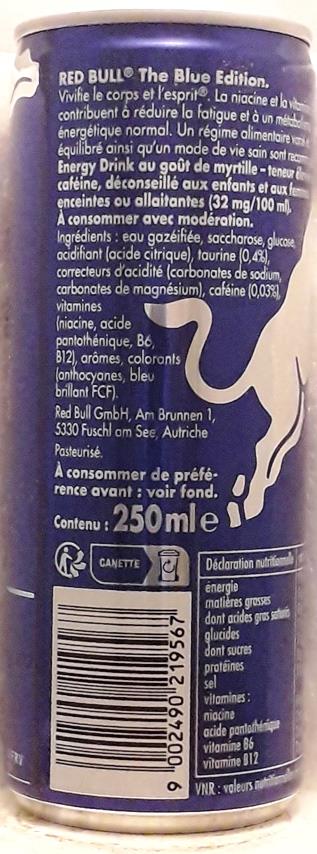 RED BULL® The Blue Edition.
Vivifie le corps et l'esprit®. La niacine et la
contribuent à réduire la fatigue et à un
énergétique normal. Un régime alimentaire
équilibré ainsi qu'un mode de vie sain sont
Energy Drink au goût de myrtille - teneur
caféine, déconseillé aux enfants et aux
enceintes ou allaitantes (32 mg/100 ml).
À consommer avec modération.
Ingrédients : eau gazéifiée, saccharose, glucose,
acidifiant (acide citrique), taurine (0,4%),
correcteurs d'acidité (carbonates de sodium,
carbonates de magnésium), caféine (0,03%),
vitamines
(niacine, acide
pantothénique, B6,
B12), arômes, colorants
(anthocyanes, bleu
brillant FCF).
Red Bull GmbH, Am Brunnen 1,
5330 Fuschl am See, Autriche
Pasteurisé.
À consommer de préfé-
rence avant : voir fond.
Contenu : 250 ml e
CANETTE
Déclaration nutritionnelle
énergie
matières grasses
dont acides gras saturés
glucides
dont sucres
protéines
sel
vitamines :
niacine
acide pantothénique
vitamine B6
vitamine B12
VNR : valeurs
9 002490 219567